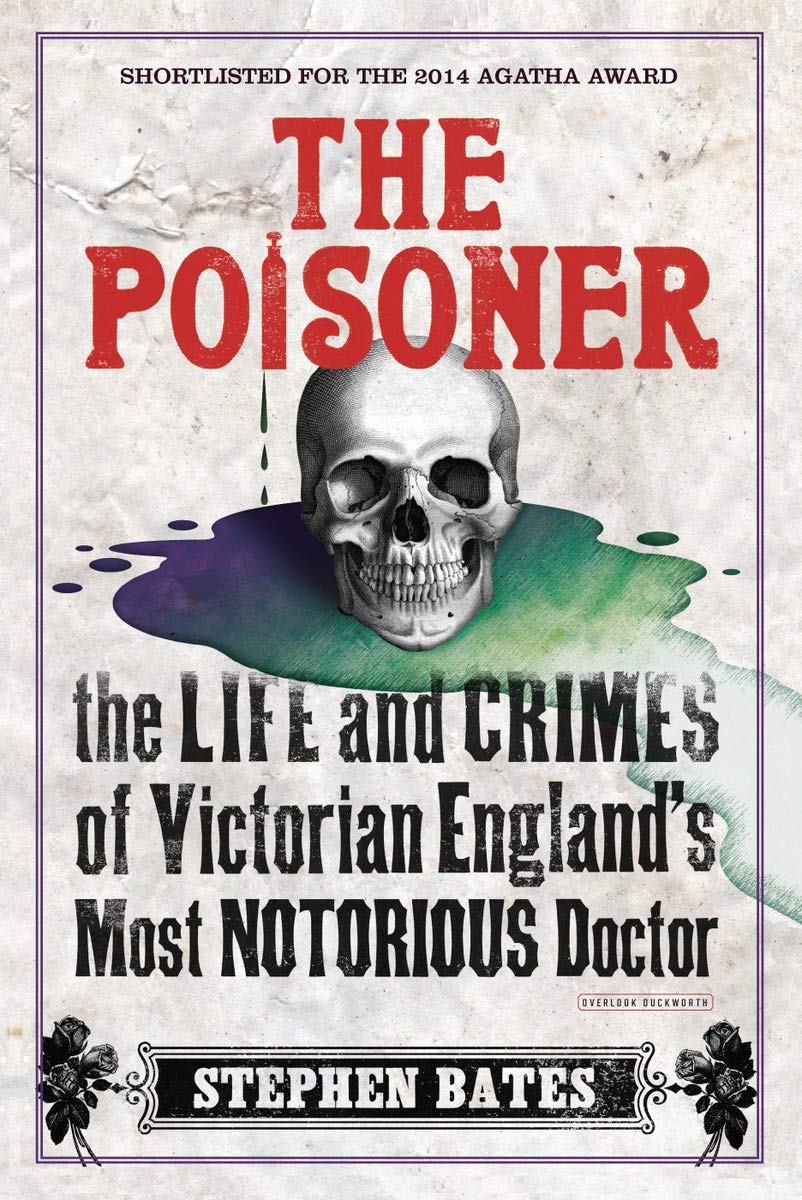 SHORTLISTED FOR THE 2014 AGATHA AWARD
THE
POISONER
the LIFE and CRIMES
of Victorian England's
Most NOTORIOUS Doctor
OVERLOOK DUCKWORTH
STEPHEN BATES